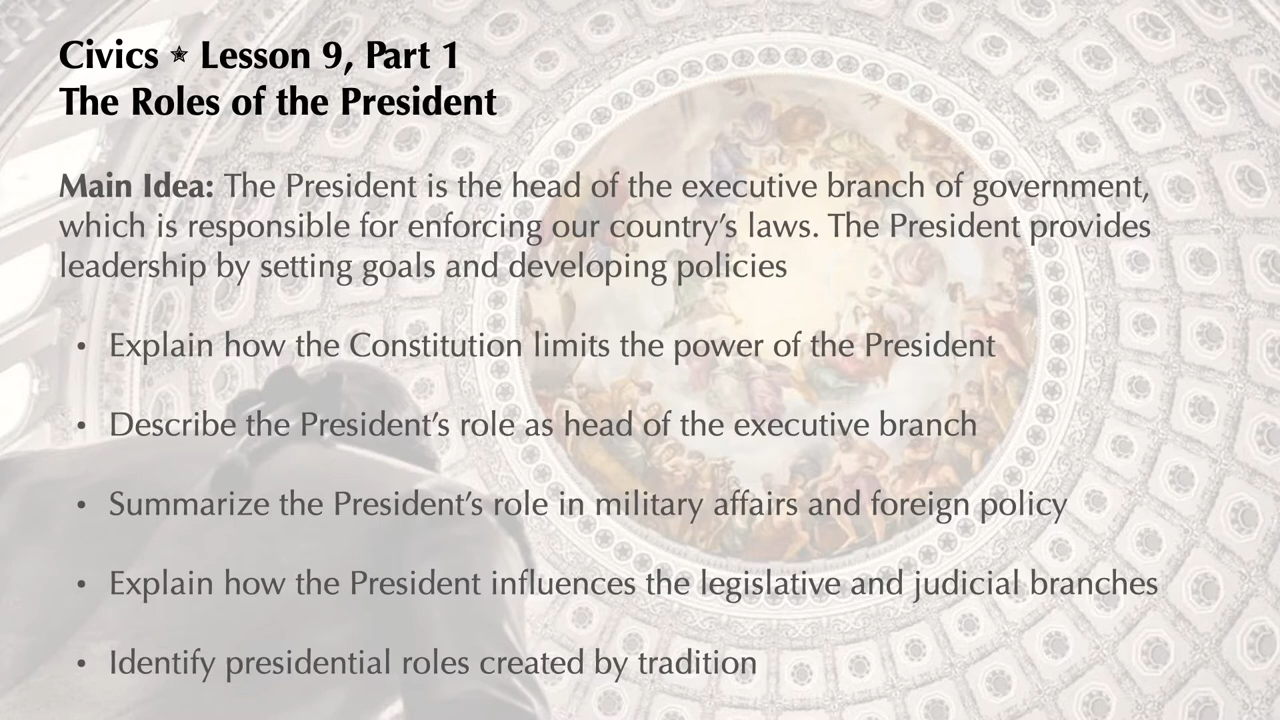 Civics ✯ Lesson 9, Part 1
The Roles of the President
Main Idea: The President is the head of the executive branch of government,
which is responsible for enforcing our country’s laws. The President provides
leadership by setting goals and developing policies
• Explain how the Constitution limits the power of the President
• Describe the President’s role as head of the executive branch
• Summarize the President’s role in military affairs and foreign policy
• Explain how the President influences the legislative and judicial branches
• Identify presidential roles created by tradition